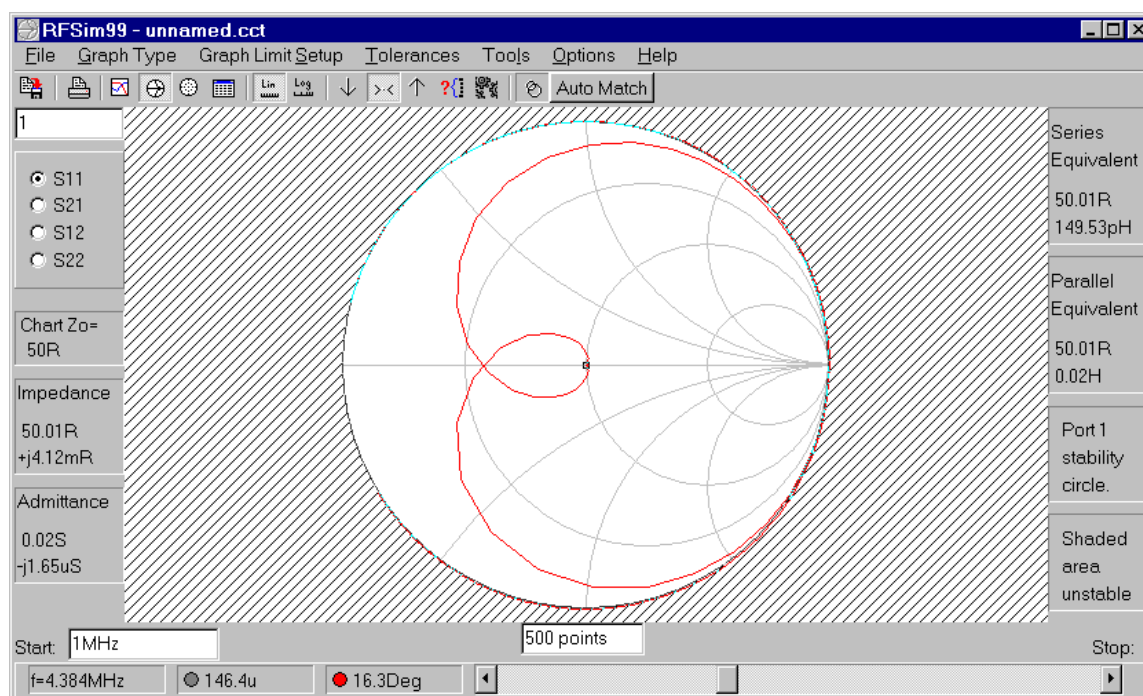 RFSim99 - unnamed.cct
File Graph Type Graph Limit Setup Tolerances Tools Options Help
Lin Log ?{ Auto Match
1
S11
S21
S12
S22
Chart Zo=
50R
Impedance
50.01R
+j4.12mR
Admittance
0.02S
-j1.65uS
Series
Equivalent
50.01R
149.53pH
Parallel
Equivalent
50.01R
0.02H
Port 1
stability
circle.
Shaded
area
unstable
Start: 1MHz 500 points Stop:
f=4.384MHz 146.4u 16.3Deg